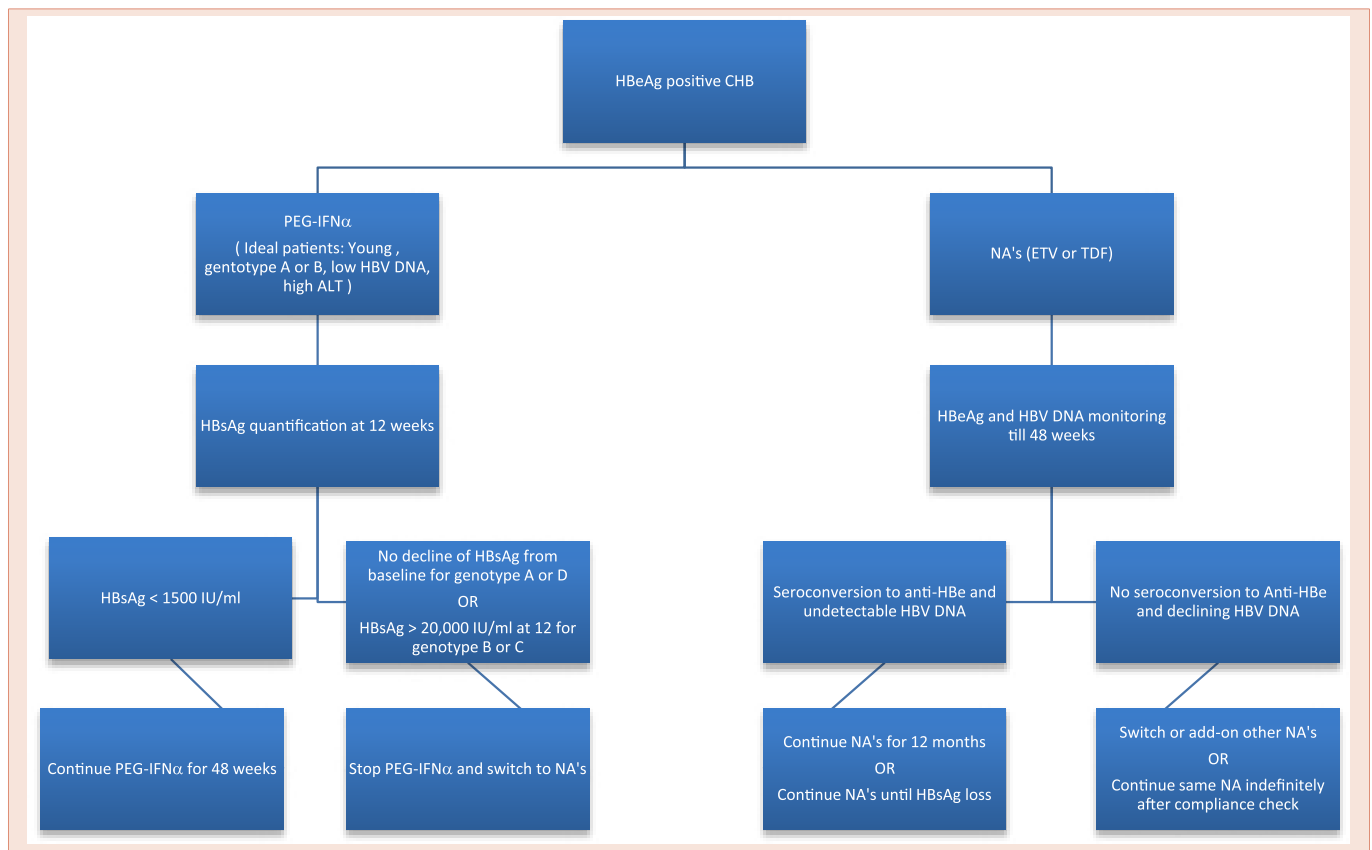 HBeAg positive CHB
PEG-IFNα
( Ideal patients: Young ,
gentotype A or B, low HBV DNA,
high ALT )
NA's (ETV or TDF)
HBsAg quantification at 12 weeks
HBeAg and HBV DNA monitoring
till 48 weeks
HBsAg < 1500 IU/ml
No decline of HBsAg from
baseline for genotype A or D
OR
HBsAg > 20,000 IU/ml at 12 for
genotype B or C
Seroconversion to anti-HBe and
undetectable HBV DNA
No seroconversion to Anti-HBe
and declining HBV DNA
Continue PEG-IFNα for 48 weeks
Stop PEG-IFNα and switch to NA's
Continue NA's for 12 months
OR
Continue NA's until HBsAg loss
Switch or add-on other NA's
OR
Continue same NA indefinitely
after compliance check